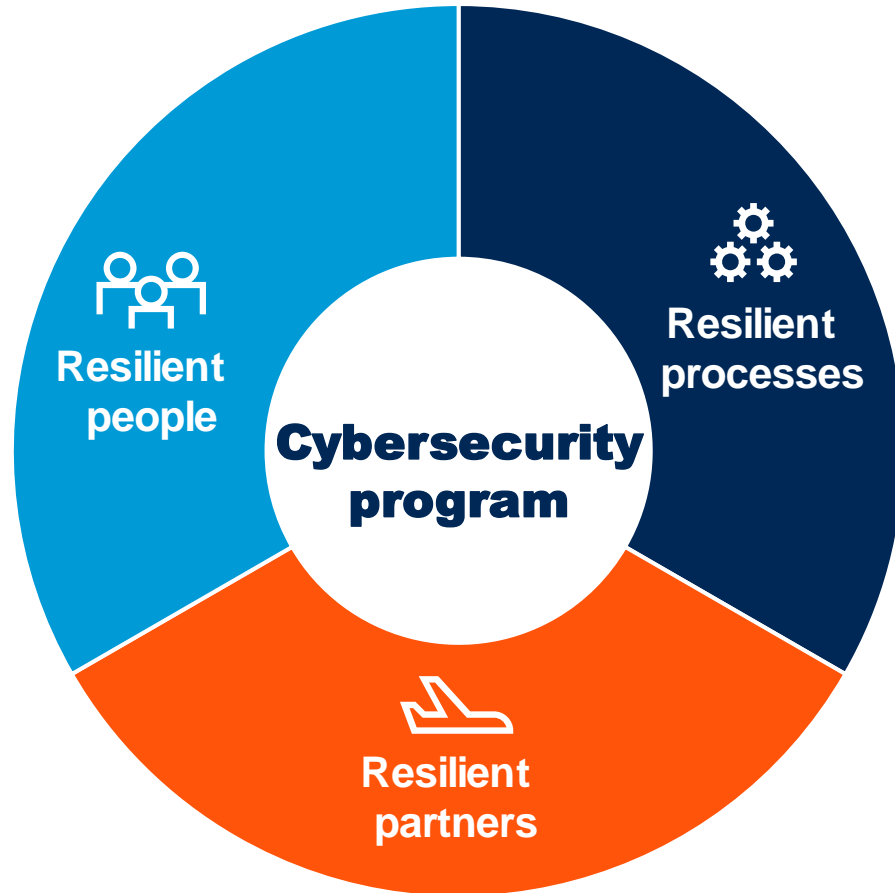 Resilient
people
Resilient
processes
Cybersecurity
program
Resilient
partners